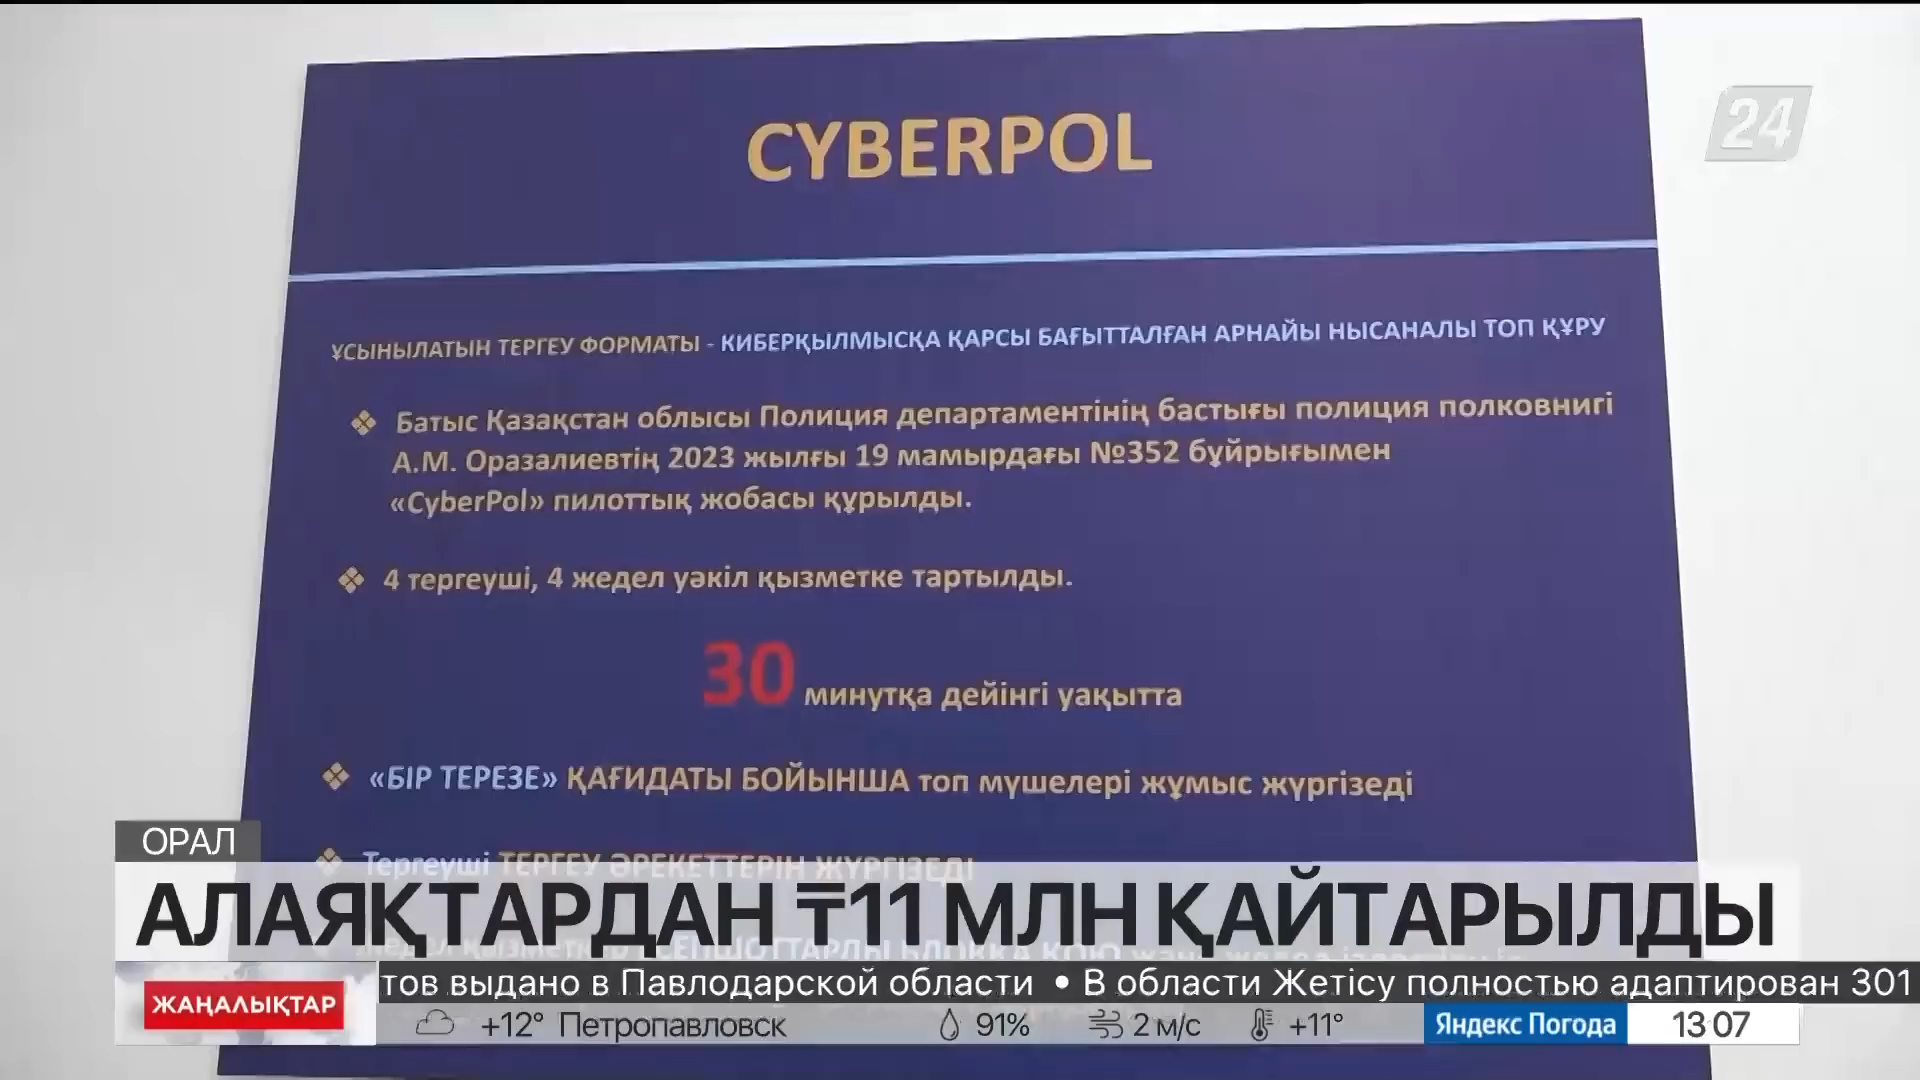 24
CYBERPOL
ҰСЫНЫЛАТЫН ТЕРГЕУ ФОРМАТЫ - КИБЕРҚЫЛМЫСҚА ҚАРСЫ БАҒЫТТАЛҒАН АРНАЙЫ НЫСАНАЛЫ ТОП ҚҰРУ
❖ Батыс Қазақстан облысы Полиция департаментінің бастығы полиция полковнигі
А.М. Оразалиевтің 2023 жылғы 19 мамырдағы №352 бұйрығымен
«CyberPol» пилоттық жобасы құрылды.
❖ 4 тергеуші, 4 жедел уәкіл қызметке тартылды.
30 минутқа дейінгі уақытта
❖ «БІР ТЕРЕЗЕ» ҚАҒИДАТЫ БОЙЫНША топ мүшелері жұмыс жүргізеді
❖ Тергеуші ТЕРГЕУ ӘРЕКЕТТЕРІН ЖҮРГІЗЕДІ
ОРАЛ
АЛАЯҚТАРДАН ₸11 МЛН ҚАЙТАРЫЛДЫ
ЖАҢАЛЫҚТАР
тов выдано в Павлодарской области • В области Жетісу полностью адаптирован 301
+12° Петропавловск 91% 2 м/с +11° Яндекс Погода 13 07